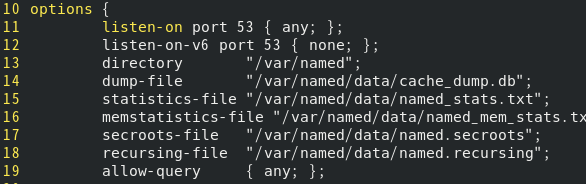 10 options {
11         listen-on port 53 { any; };
12         listen-on-v6 port 53 { none; };
13         directory       "/var/named";
14         dump-file       "/var/named/data/cache_dump.db";
15         statistics-file "/var/named/data/named_stats.txt";
16         memstatistics-file "/var/named/data/named_mem_stats.tx
17         secroots-file   "/var/named/data/named.secroots";
18         recursing-file  "/var/named/data/named.recursing";
19         allow-query     { any; };